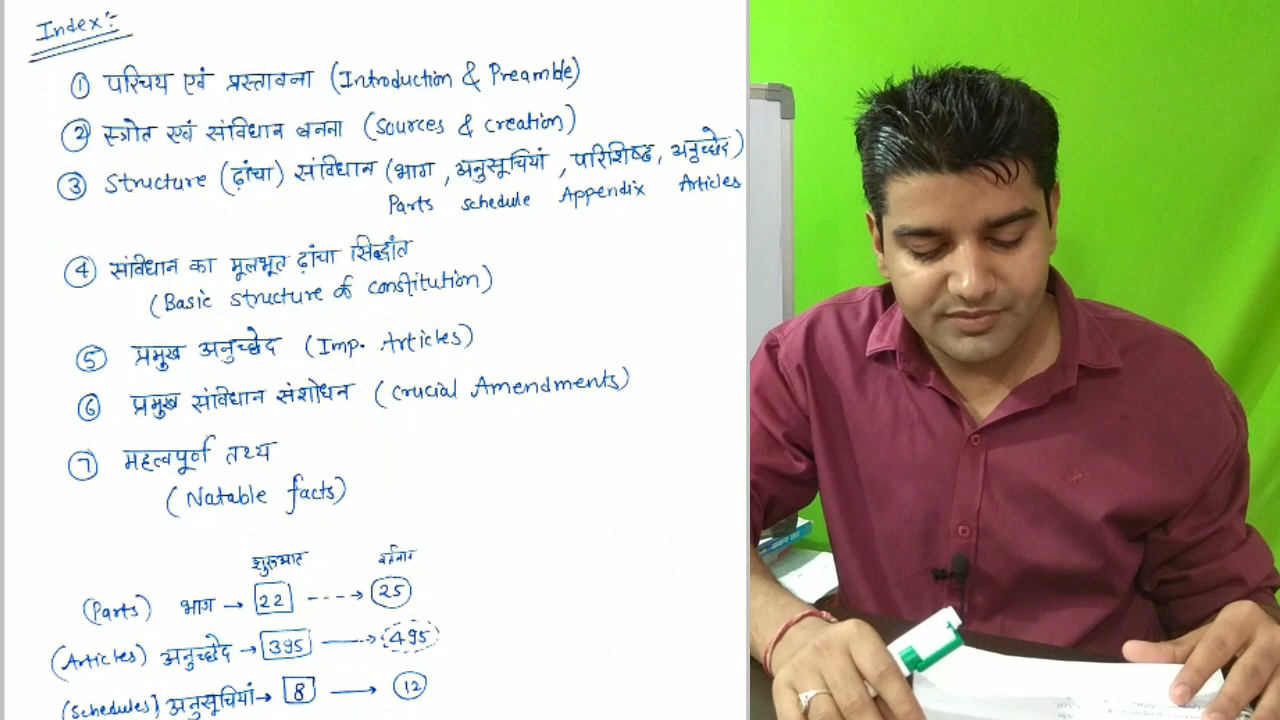 Index :-
① परिचय एवं प्रस्तावना (Introduction & Preamble)
② स्त्रोत एवं संविधान बनना (Sources & creation)
③ Structure (ढ़ांचा) संविधान (भाग, अनुसूचियां, परिशिष्ट, अनुच्छेद)
Parts schedule Appendix Articles
④ संविधान का मूलभूत ढ़ांचा सिद्धांत
(Basic structure of constitution)
⑤ प्रमुख अनुच्छेद (Imp. Articles)
⑥ प्रमुख संविधान संशोधन (Crucial Amendments)
⑦ महत्वपूर्ण तथ्य
(Natable facts)
शुरूआत वर्तमान
(Parts) भाग → 22 ----→ 25
(Articles) अनुच्छेद → 395 → 495
(Schedules) अनुसूचियां → 8 → 12